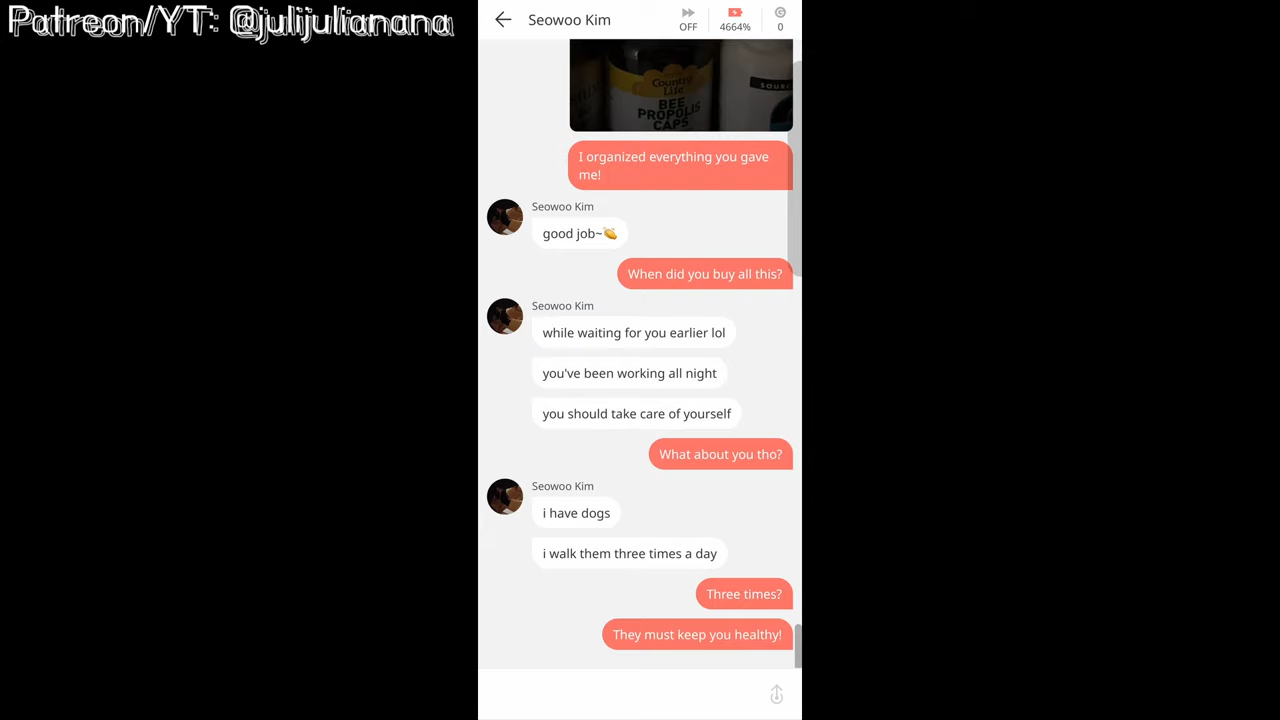 Patreon/YT: @julijulianana
Seowoo Kim
OFF
4664%
0
Country
Life
BEE
PROPOLIS
CAPS
I organized everything you gave
me!
Seowoo Kim
good job~
When did you buy all this?
Seowoo Kim
while waiting for you earlier lol
you've been working all night
you should take care of yourself
What about you tho?
Seowoo Kim
i have dogs
i walk them three times a day
Three times?
They must keep you healthy!